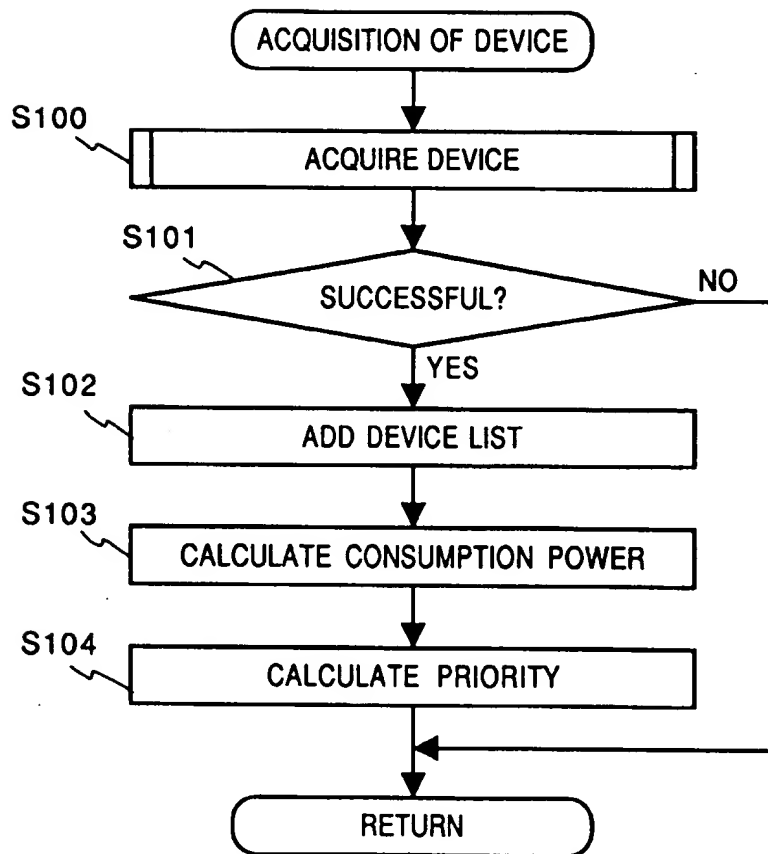 ACQUISITION OF DEVICE
S100
ACQUIRE DEVICE
S101
SUCCESSFUL?
NO
YES
S102
ADD DEVICE LIST
S103
CALCULATE CONSUMPTION POWER
S104
CALCULATE PRIORITY
RETURN